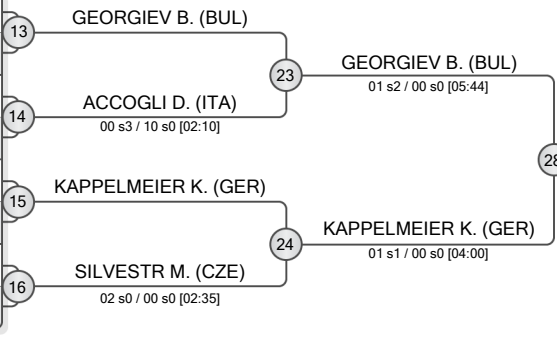 13
GEORGIEV B. (BUL)
23
GEORGIEV B. (BUL)
01 s2 / 00 s0 [05:44]
14
ACCOGLI D. (ITA)
00 s3 / 10 s0 [02:10]
28
15
KAPPELMEIER K. (GER)
24
KAPPELMEIER K. (GER)
01 s1 / 00 s0 [04:00]
16
SILVESTR M. (CZE)
02 s0 / 00 s0 [02:35]